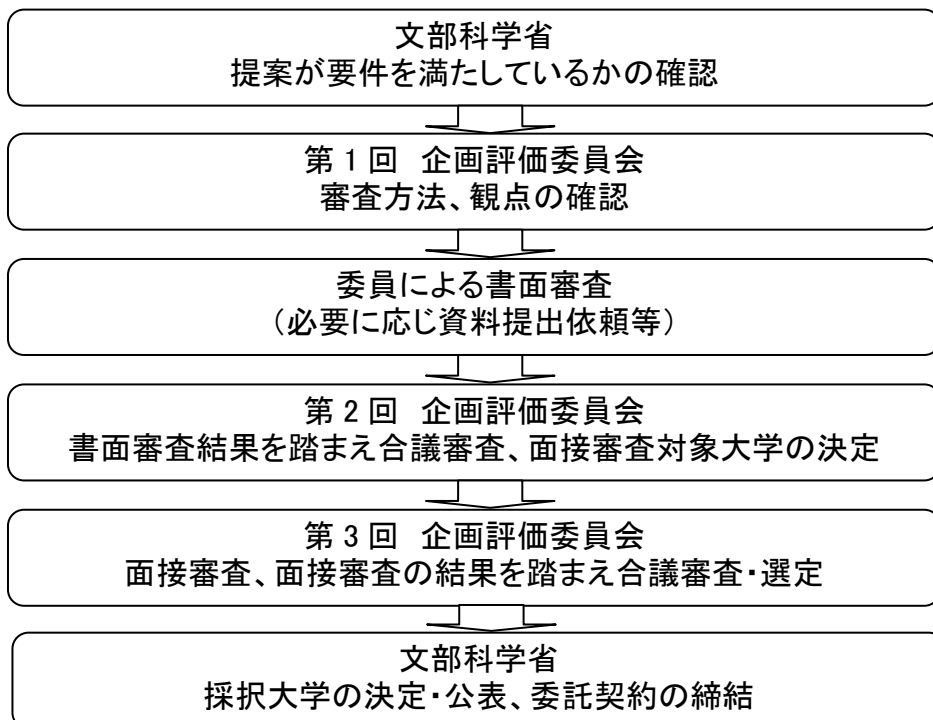 文部科学省
提案が要件を満たしているかの確認
第 1 回 企画評価委員会
審査方法、観点の確認
委員による書面審査
（必要に応じ資料提出依頼等）
第 2 回 企画評価委員会
書面審査結果を踏まえ合議審査、面接審査対象大学の決定
第 3 回 企画評価委員会
面接審査、面接審査の結果を踏まえ合議審査・選定
文部科学省
採択大学の決定・公表、委託契約の締結